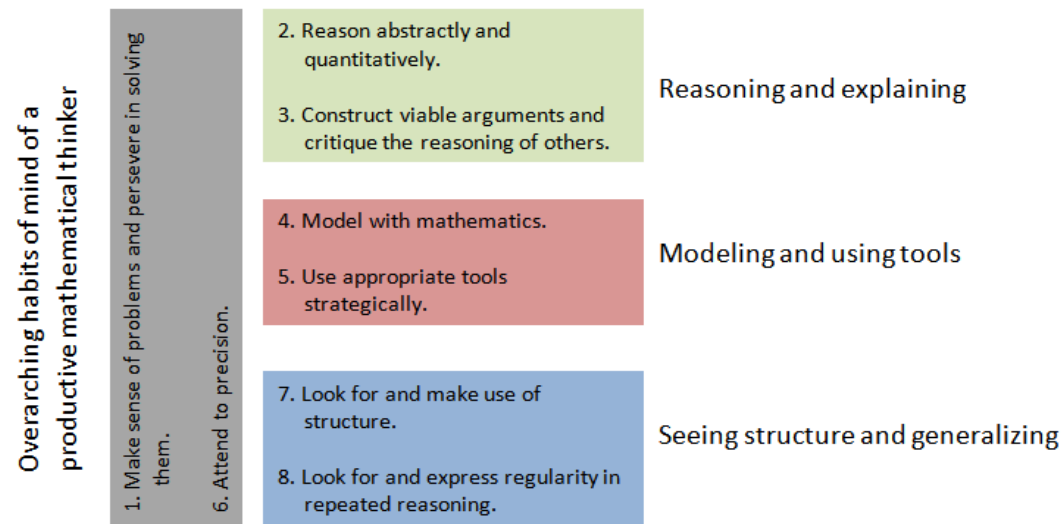 Overarching habits of mind of a
productive mathematical thinker
1. Make sense of problems and persevere in solving
them.
6. Attend to precision.
2. Reason abstractly and
quantitatively.
3. Construct viable arguments and
critique the reasoning of others.
Reasoning and explaining
4. Model with mathematics.
5. Use appropriate tools
strategically.
Modeling and using tools
7. Look for and make use of
structure.
8. Look for and express regularity in
repeated reasoning.
Seeing structure and generalizing